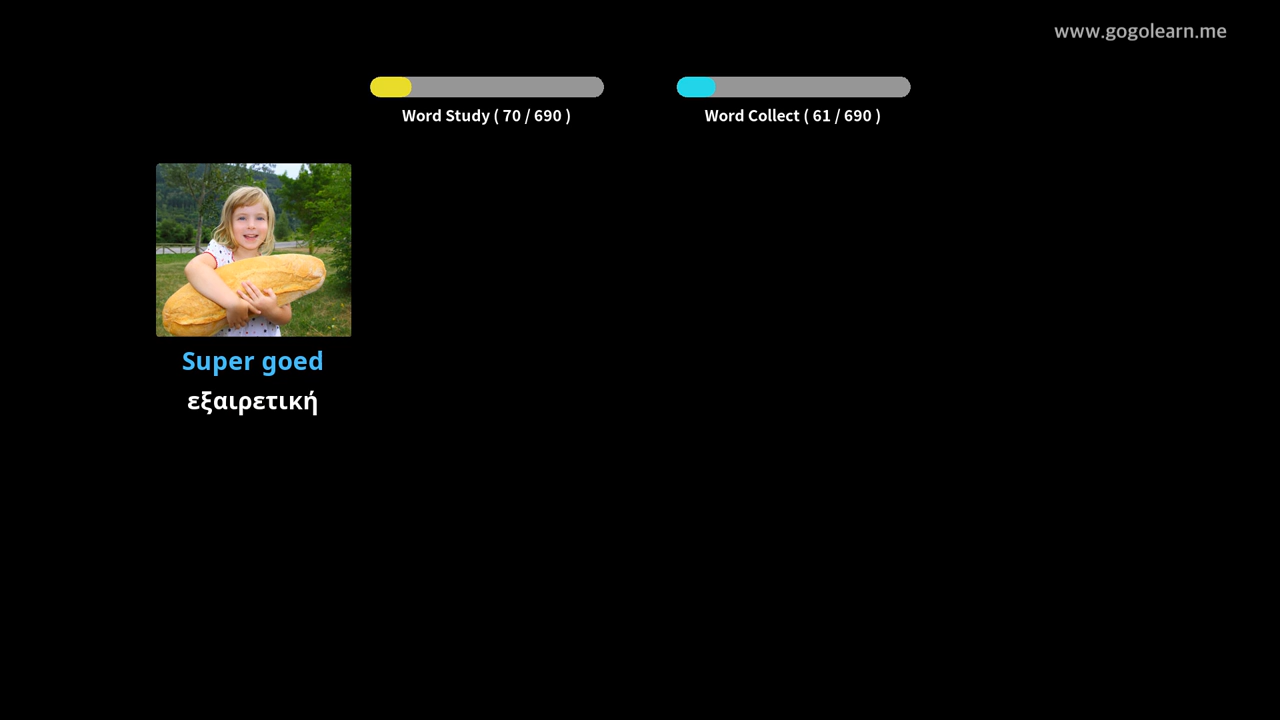 www.gogolearn.me
Word Study ( 70 / 690 )
Word Collect ( 61 / 690 )
Super goed
εξαιρετική